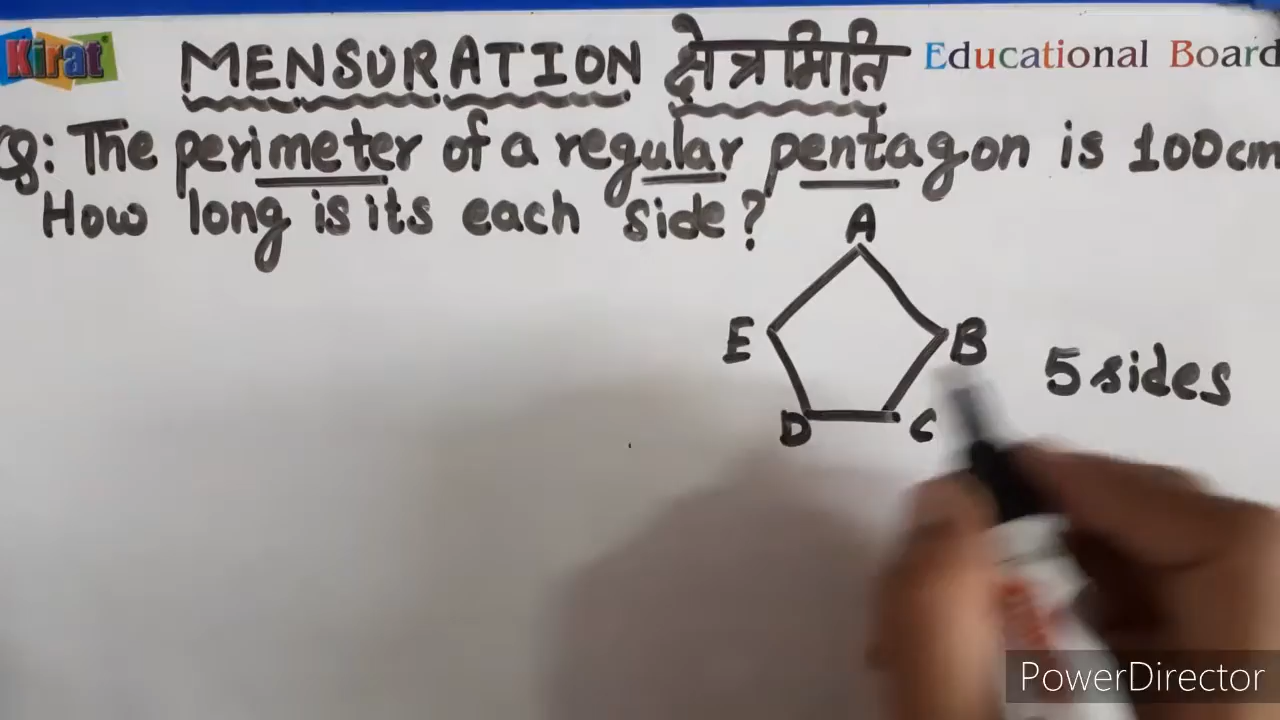 Kirat MENSURATION क्षेत्रमिति Educational Board
Q: The perimeter of a regular pentagon is 100cm
How long is its each side?
A
E B
5 sides
D C
PowerDirector